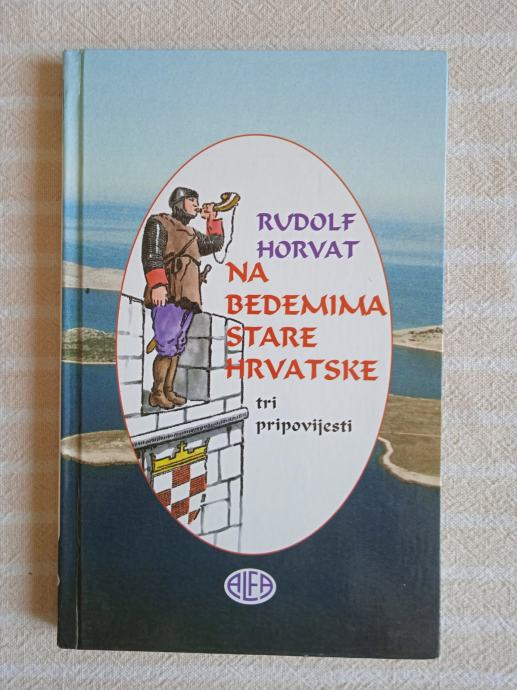 RUDOLF
HORVAT
NA
BEDEMIMA
STARE
HRVATSKE
tri
pripovijesti
ALFA